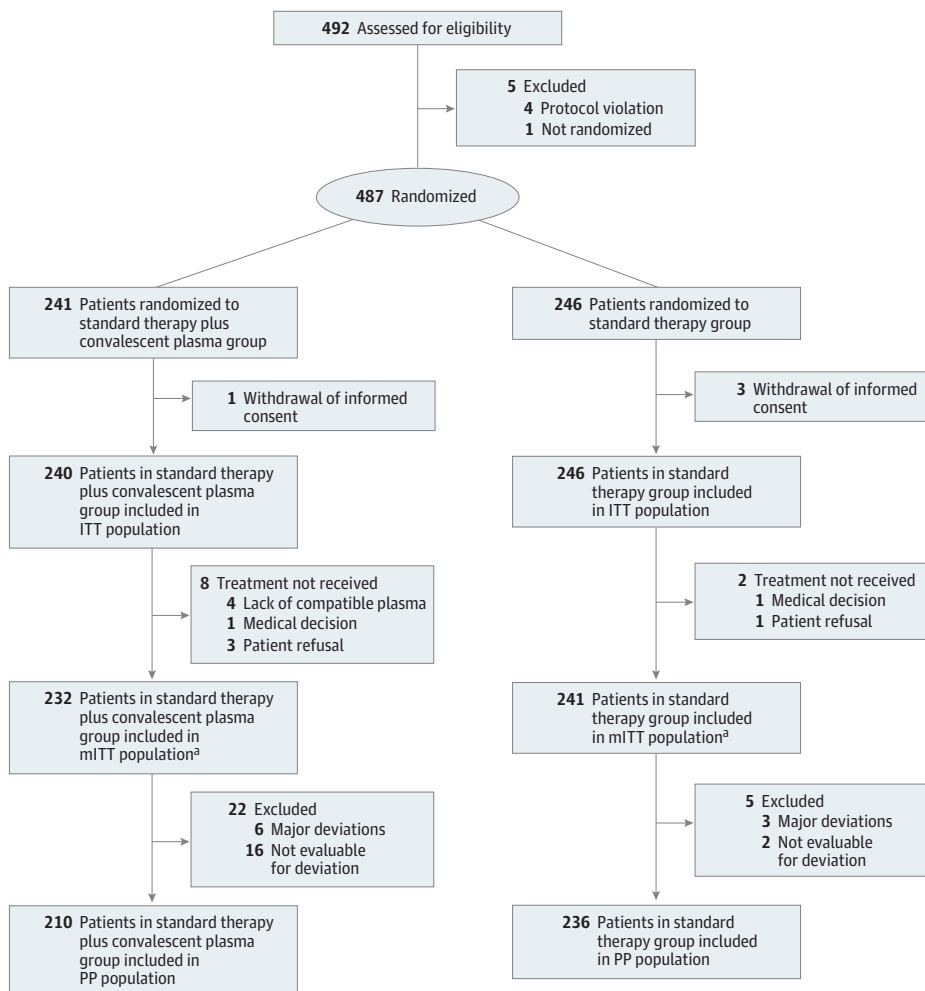 492 Assessed for eligibility
5 Excluded
4 Protocol violation
1 Not randomized
487 Randomized
241 Patients randomized to
standard therapy plus
convalescent plasma group
246 Patients randomized to
standard therapy group
1 Withdrawal of informed
consent
3 Withdrawal of informed
consent
240 Patients in standard therapy
plus convalescent plasma
group included in
ITT population
246 Patients in standard
therapy group included
in ITT population
8 Treatment not received
4 Lack of compatible plasma
1 Medical decision
3 Patient refusal
2 Treatment not received
1 Medical decision
1 Patient refusal
232 Patients in standard therapy
plus convalescent plasma
group included in
mITT populationa
241 Patients in standard
therapy group included
in mITT populationa
22 Excluded
6 Major deviations
16 Not evaluable
for deviation
5 Excluded
3 Major deviations
2 Not evaluable
for deviation
210 Patients in standard therapy
plus convalescent plasma
group included in
PP population
236 Patients in standard
therapy group included
in PP population